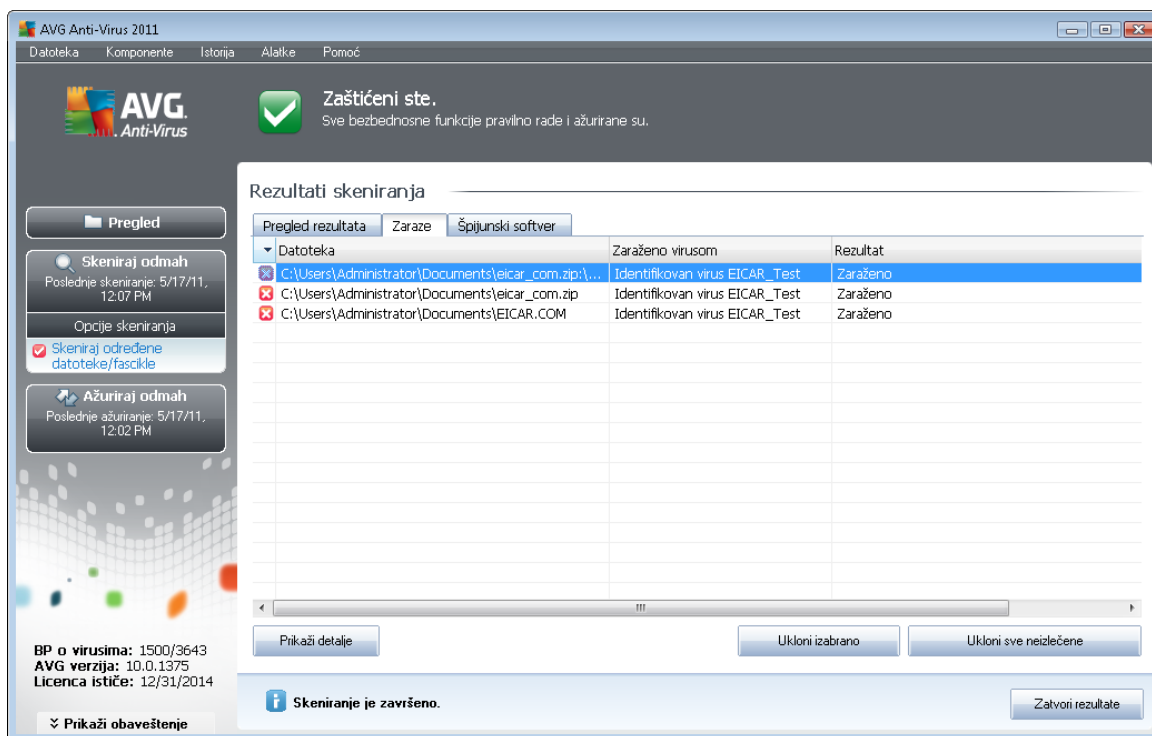 AVG Anti-Virus 2011
Datoteka Komponente Istorija Alatke Pomoć
AVG.
Anti-Virus
Zaštićeni ste.
Sve bezbednosne funkcije pravilno rade i ažurirane su.
Pregled
Skeniraj odmah
Poslednje skeniranje: 5/17/11,
12:07 PM
Opcije skeniranja
Skeniraj određene
datoteke/fascikle
Ažuriraj odmah
Poslednje ažuriranje: 5/17/11,
12:02 PM
BP o virusima: 1500/3643
AVG verzija: 10.0.1375
Licenca ističe: 12/31/2014
Prikaži obaveštenje
Rezultati skeniranja
Pregled rezultata Zaraze Špijunski softver
Datoteka Zaraženo virusom Rezultat
C:\Users\Administrator\Documents\eicar_com.zip:\... Identifikovan virus EICAR_Test Zaraženo
C:\Users\Administrator\Documents\eicar_com.zip Identifikovan virus EICAR_Test Zaraženo
C:\Users\Administrator\Documents\EICAR.COM Identifikovan virus EICAR_Test Zaraženo
Prikaži detalje Ukloni izabrano Ukloni sve neizlečene
Skeniranje je završeno.
Zatvori rezultate